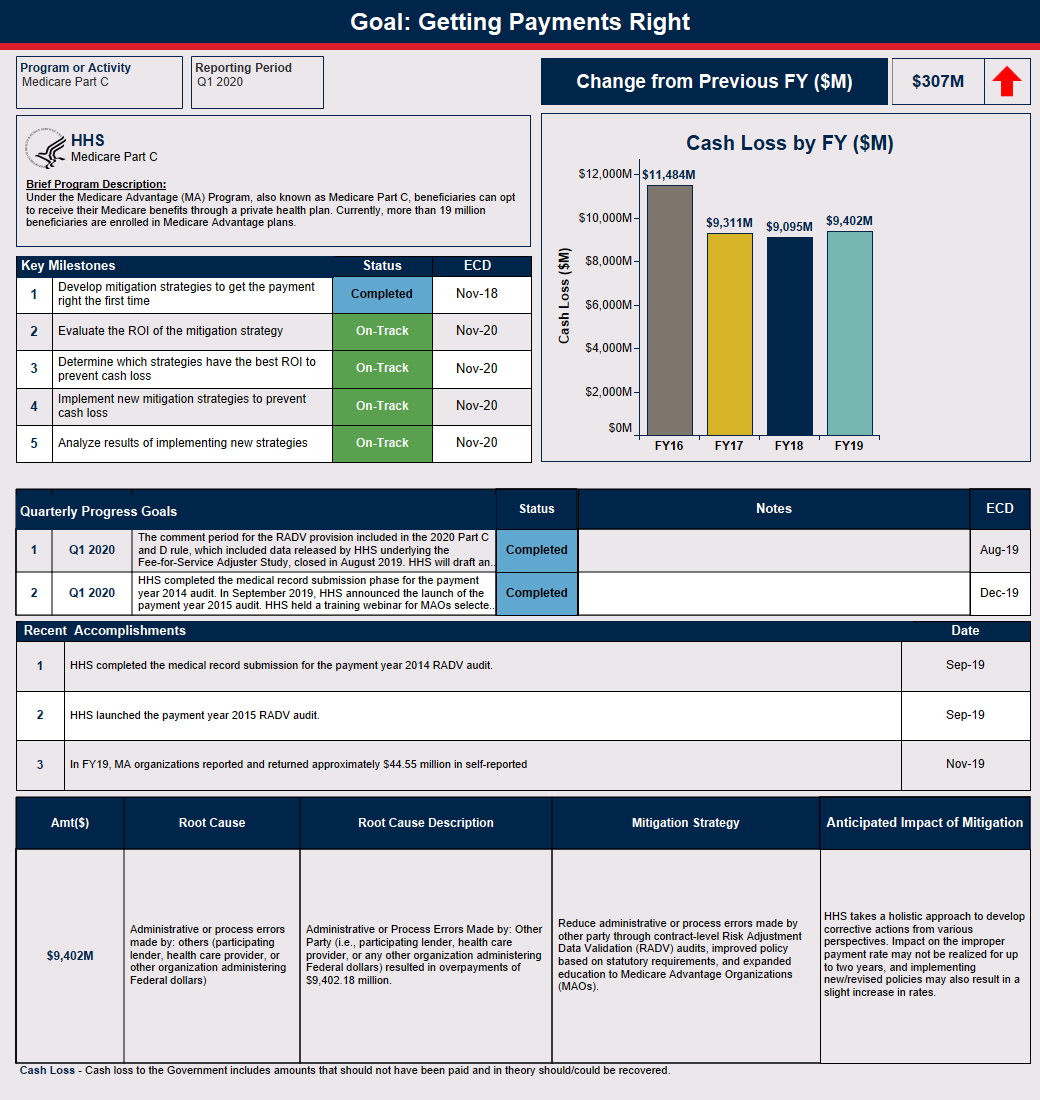 Goal: Getting Payments Right
Program or Activity
Medicare Part C
Reporting Period
Q1 2020
Change from Previous FY ($M)
$307M
HHS
Medicare Part C
Brief Program Description:
Under the Medicare Advantage (MA) Program, also known as Medicare Part C, beneficiaries can opt
to receive their Medicare benefits through a private health plan. Currently, more than 19 million
beneficiaries are enrolled in Medicare Advantage plans.
Cash Loss by FY ($M)
Cash Loss ($M)
$12,000M
$10,000M
$8,000M
$6,000M
$4,000M
$2,000M
$0M
$11,484M
$9,311M
$9,095M
$9,402M
FY16
FY17
FY18
FY19
Key Milestones
Status
ECD
1
Develop mitigation strategies to get the payment
right the first time
Completed
Nov-18
2
Evaluate the ROI of the mitigation strategy
On-Track
Nov-20
3
Determine which strategies have the best ROI to
prevent cash loss
On-Track
Nov-20
4
Implement new mitigation strategies to prevent
cash loss
On-Track
Nov-20
5
Analyze results of implementing new strategies
On-Track
Nov-20
Quarterly Progress Goals
Status
Notes
ECD
1
Q1 2020
The comment period for the RADV provision included in the 2020 Part C
and D rule, which included data released by HHS underlying the
Fee-for-Service Adjuster Study, closed in August 2019. HHS will draft an..
Completed
Aug-19
2
Q1 2020
HHS completed the medical record submission phase for the payment
year 2014 audit. In September 2019, HHS announced the launch of the
payment year 2015 audit. HHS held a training webinar for MAOs selecte..
Completed
Dec-19
Recent Accomplishments
Date
1
HHS completed the medical record submission for the payment year 2014 RADV audit.
Sep-19
2
HHS launched the payment year 2015 RADV audit.
Sep-19
3
In FY19, MA organizations reported and returned approximately $44.55 million in self-reported
Nov-19
Amt($)
Root Cause
Root Cause Description
Mitigation Strategy
Anticipated Impact of Mitigation
$9,402M
Administrative or process errors
made by: others (participating
lender, health care provider, or
other organization administering
Federal dollars)
Administrative or Process Errors Made by: Other
Party (i.e., participating lender, health care
provider, or any other organization administering
Federal dollars) resulted in overpayments of
$9,402.18 million.
Reduce administrative or process errors made by
other party through contract-level Risk Adjustment
Data Validation (RADV) audits, improved policy
based on statutory requirements, and expanded
education to Medicare Advantage Organizations
(MAOs).
HHS takes a holistic approach to develop
corrective actions from various
perspectives. Impact on the improper
payment rate may not be realized for up
to two years, and implementing
new/revised policies may also result in a
slight increase in rates.
Cash Loss - Cash loss to the Government includes amounts that should not have been paid and in theory should/could be recovered.